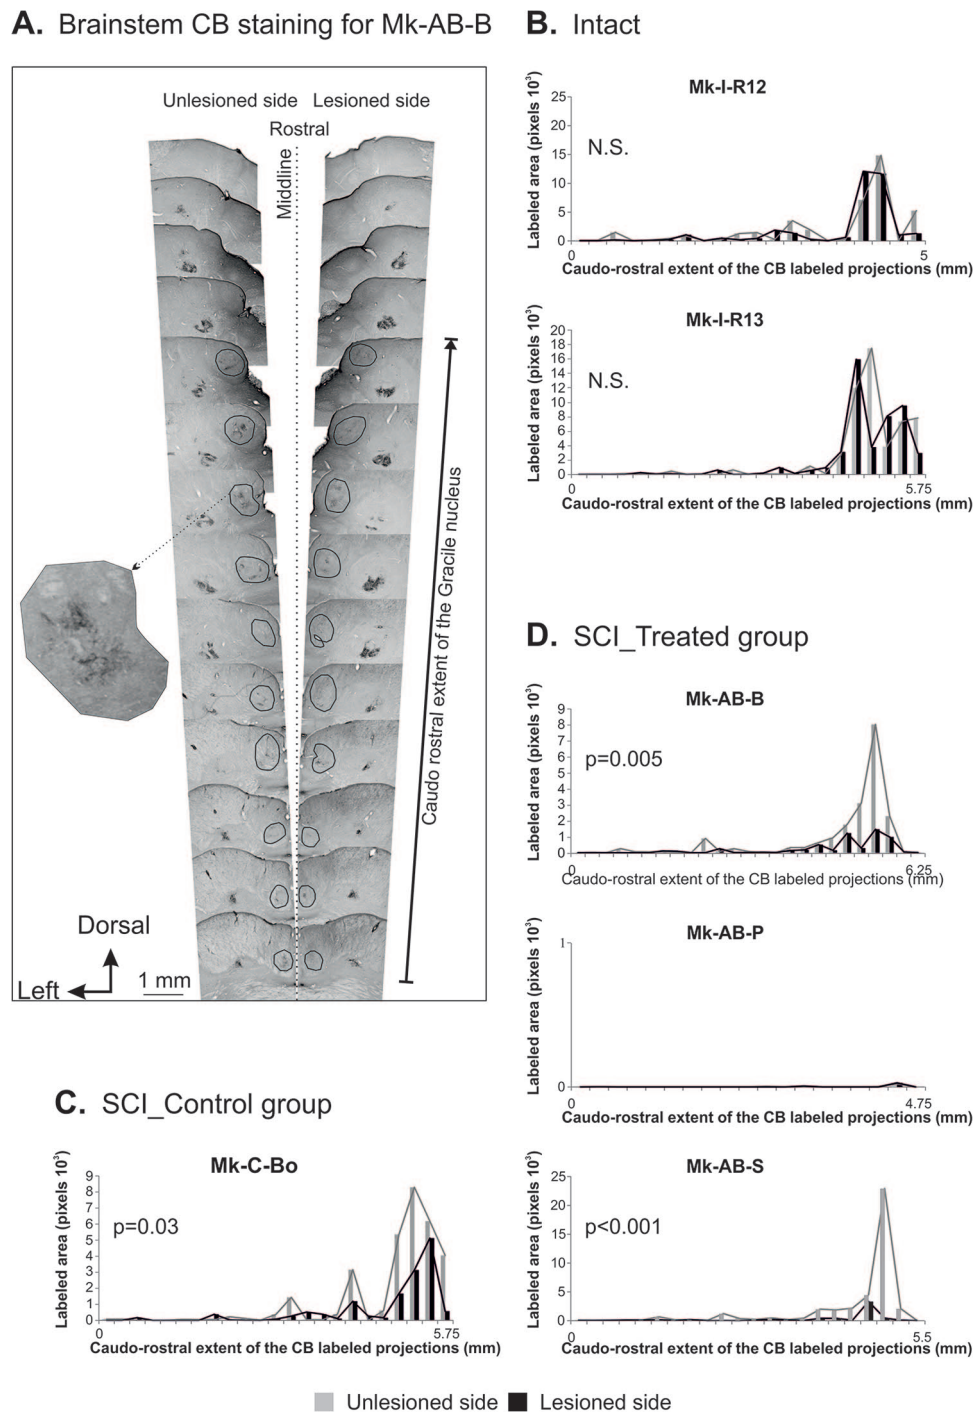 A. Brainstem CB staining for Mk-AB-B
Unlesioned side Lesioned side
Rostral
Middline
Caudo rostral extent of the Gracile nucleus
Dorsal
Left
1 mm
B. Intact
Mk-I-R12
Labeled area (pixels 10³)
25
20
15
10
5
0
N.S.
0 5
Caudo-rostral extent of the CB labeled projections (mm)
Mk-I-R13
Labeled area (pixels 10³)
20
18
16
14
12
10
8
6
4
2
0
N.S.
0 5.75
Caudo-rostral extent of the CB labeled projections (mm)
D. SCI_Treated group
Mk-AB-B
Labeled area (pixels 10³)
9
8
7
6
5
4
3
2
1
0
p=0.005
0 6.25
Caudo-rostral extent of the CB labeled projections (mm)
Mk-AB-P
Labeled area (pixels 10³)
1
0
0 4.75
Caudo-rostral extent of the CB labeled projections (mm)
Mk-AB-S
Labeled area (pixels 10³)
25
20
15
10
5
0
p<0.001
0 5.5
Caudo-rostral extent of the CB labeled projections (mm)
C. SCI_Control group
Mk-C-Bo
Labeled area (pixels 10³)
9
8
7
6
5
4
3
2
1
0
p=0.03
0 5.75
Caudo-rostral extent of the CB labeled projections (mm)
Unlesioned side Lesioned side